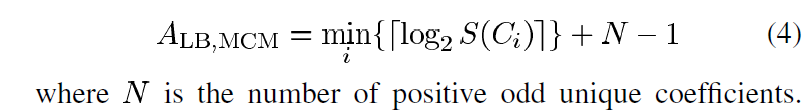 A_{LB,MCM} = min_i{⌈log_2 S(C_i)⌉} + N − 1 (4)
where N is the number of positive odd unique coefficients.